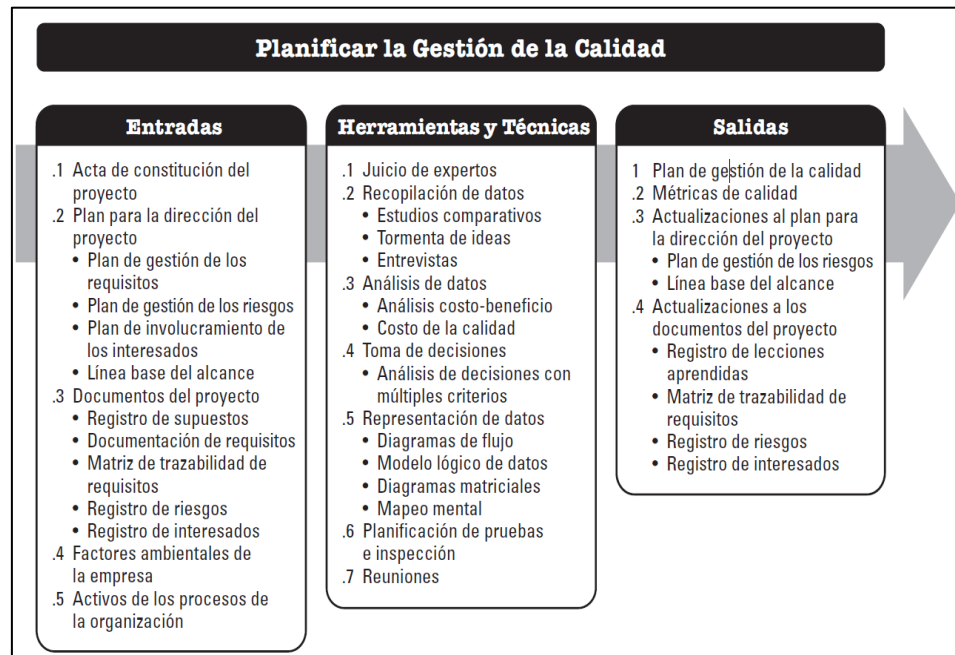 Planificar la Gestión de la Calidad
Entradas
.1 Acta de constitución del
proyecto
.2 Plan para la dirección del
proyecto
• Plan de gestión de los
requisitos
• Plan de gestión de los riesgos
• Plan de involucramiento de
los interesados
• Línea base del alcance
.3 Documentos del proyecto
• Registro de supuestos
• Documentación de requisitos
• Matriz de trazabilidad de
requisitos
• Registro de riesgos
• Registro de interesados
.4 Factores ambientales de
la empresa
.5 Activos de los procesos de
la organización
Herramientas y Técnicas
.1 Juicio de expertos
.2 Recopilación de datos
• Estudios comparativos
• Tormenta de ideas
• Entrevistas
.3 Análisis de datos
• Análisis costo-beneficio
• Costo de la calidad
.4 Toma de decisiones
• Análisis de decisiones con
múltiples criterios
.5 Representación de datos
• Diagramas de flujo
• Modelo lógico de datos
• Diagramas matriciales
• Mapeo mental
.6 Planificación de pruebas
e inspección
.7 Reuniones
Salidas
1 Plan de gestión de la calidad
.2 Métricas de calidad
.3 Actualizaciones al plan para
la dirección del proyecto
• Plan de gestión de los riesgos
• Línea base del alcance
.4 Actualizaciones a los
documentos del proyecto
• Registro de lecciones
aprendidas
• Matriz de trazabilidad de
requisitos
• Registro de riesgos
• Registro de interesados